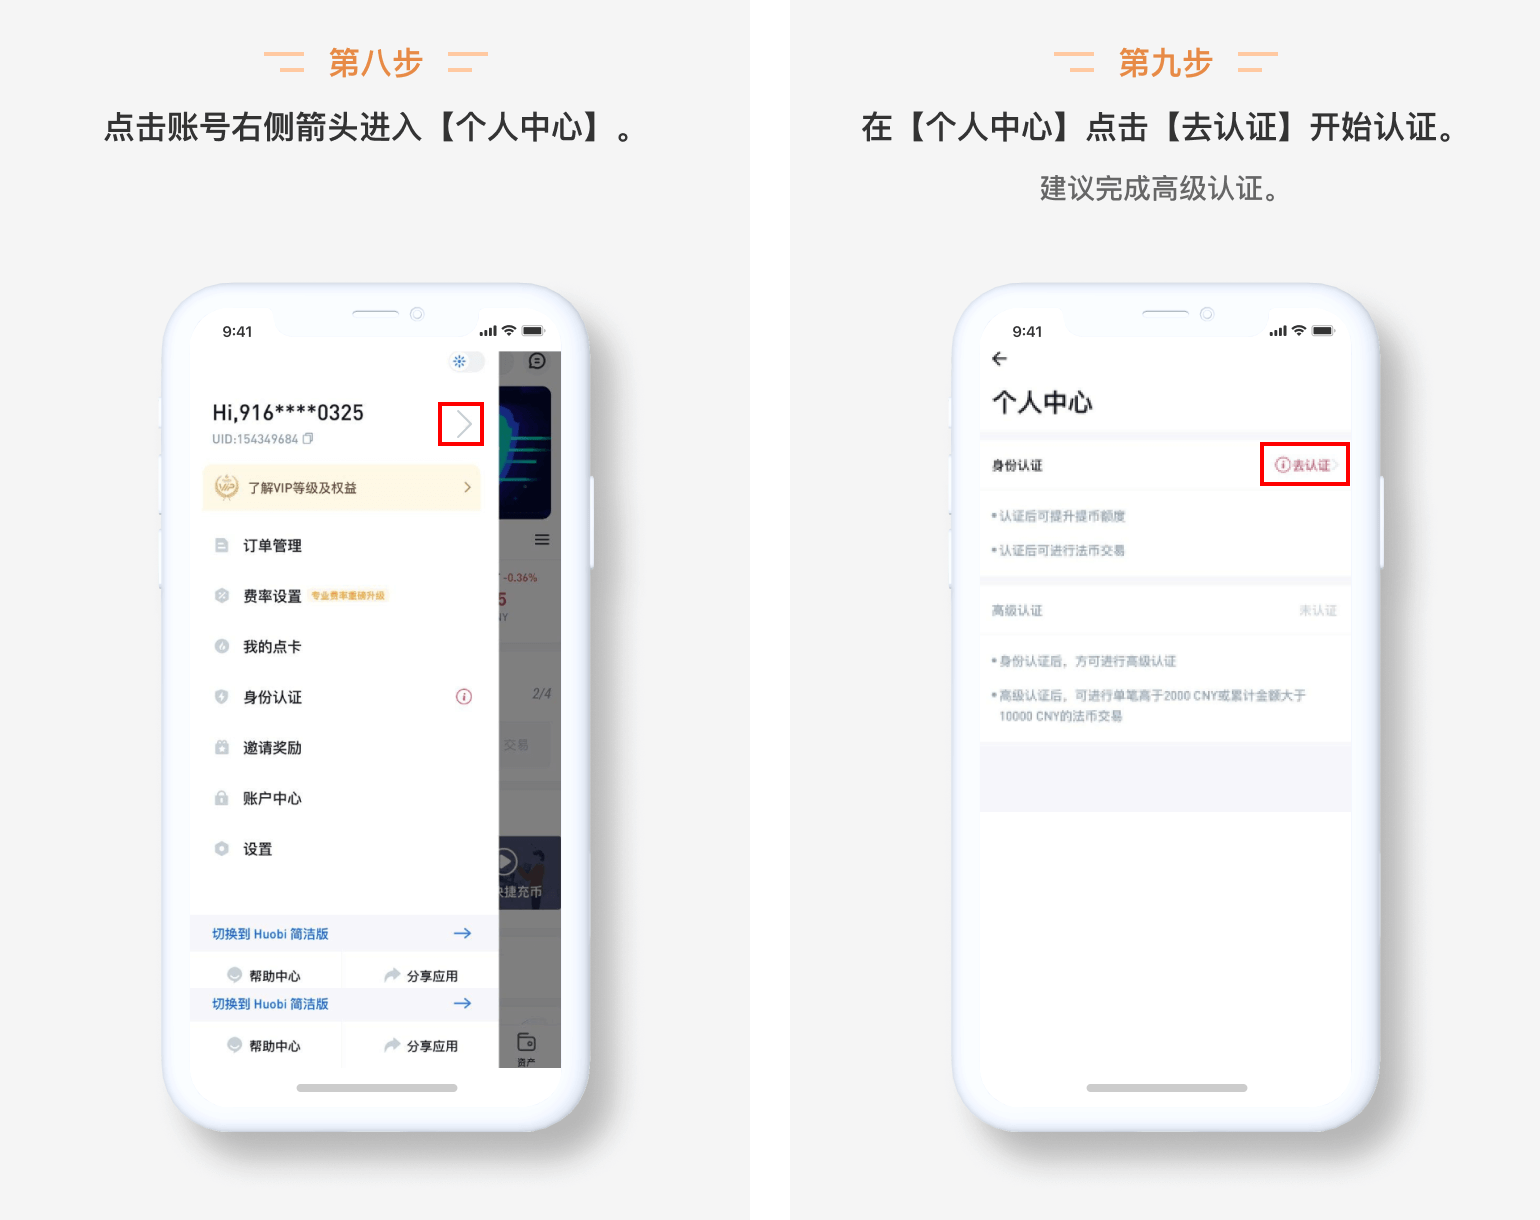 第八步
点击账号右侧箭头进入【个人中心】。
9:41
Hi,916****0325
UID:154349684
VIP
了解VIP等级及权益
订单管理
费率设置 专业费率重磅升级
我的点卡
身份认证
邀请奖励
账户中心
设置
切换到 Huobi 简洁版
帮助中心 分享应用
切换到 Huobi 简洁版
帮助中心 分享应用
-0.36%
5
NY
2/4
交易
快捷充币
资产
第九步
在【个人中心】点击【去认证】开始认证。
建议完成高级认证。
9:41
个人中心
身份认证 去认证
• 认证后可提升提币额度
• 认证后可进行法币交易
高级认证 未认证
• 身份认证后，方可进行高级认证
• 高级认证后，可进行单笔高于2000 CNY或累计金额大于
10000 CNY的法币交易